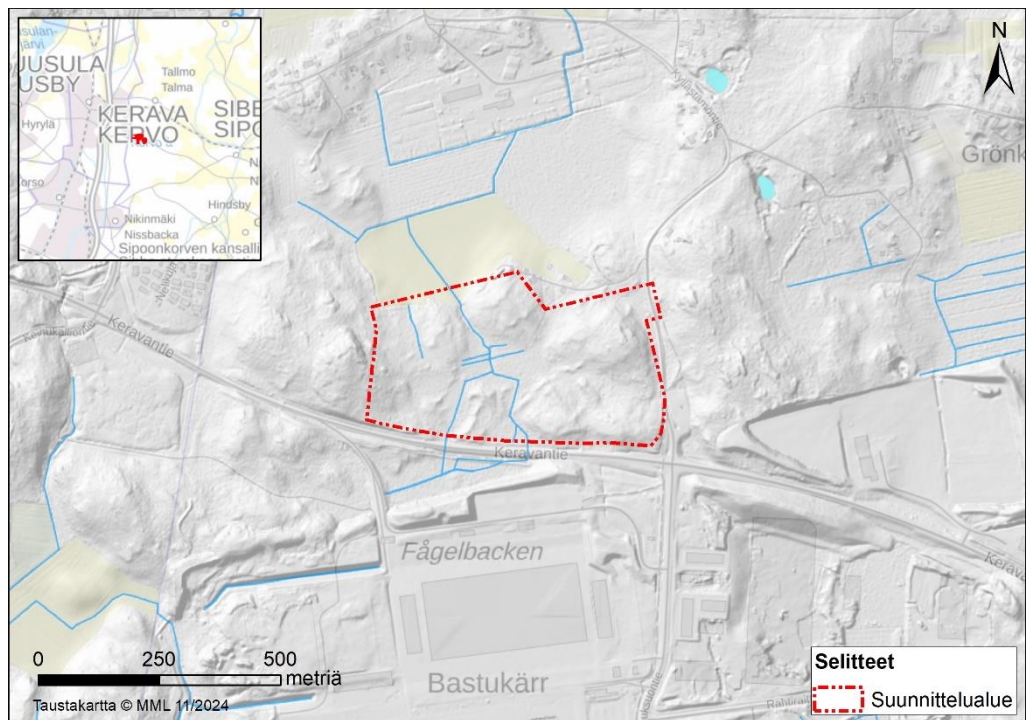 Tallmo
UUSULA
USBY
Talma
KERAVA
KERVO
SIBB
SIPO
Hyrylä
Hindsby
Nikinmäki
Nissbacka
Sipoonkorven kansalli
N
Grönk
Keravantie
Keravantie
Fågelbacken
Bastukärr
0 250 500
metriä
Taustakartta © MML 11/2024
Selitteet
Suunnittelualue